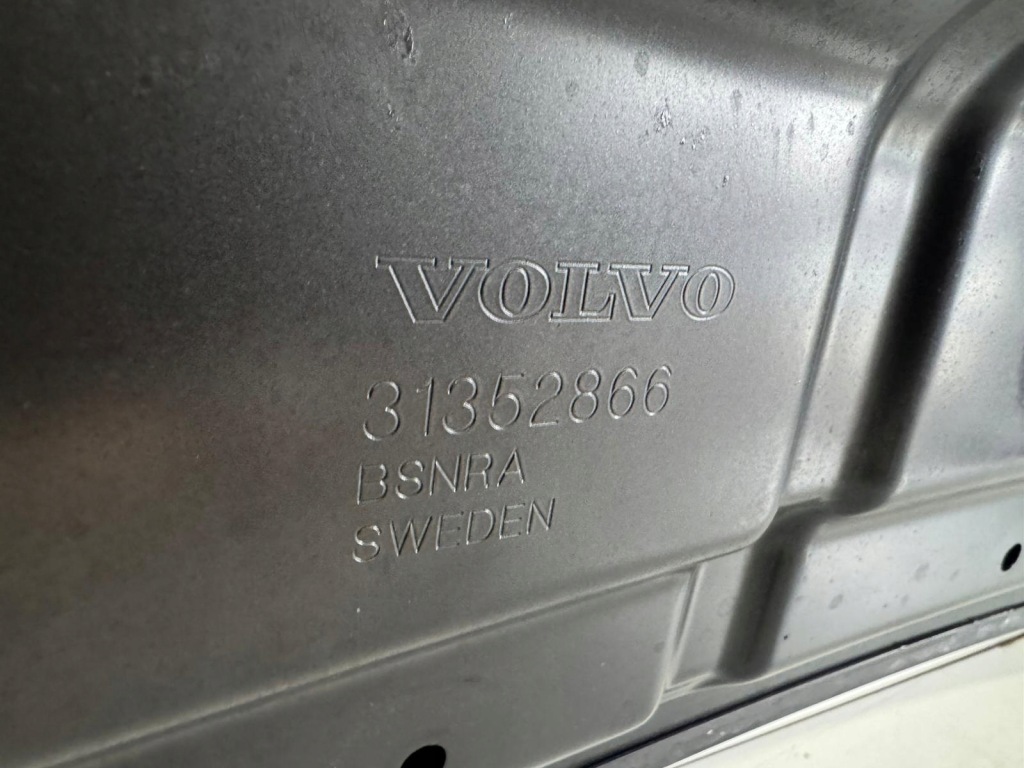 VOLVO
31352866
BSNRA
SWEDEN